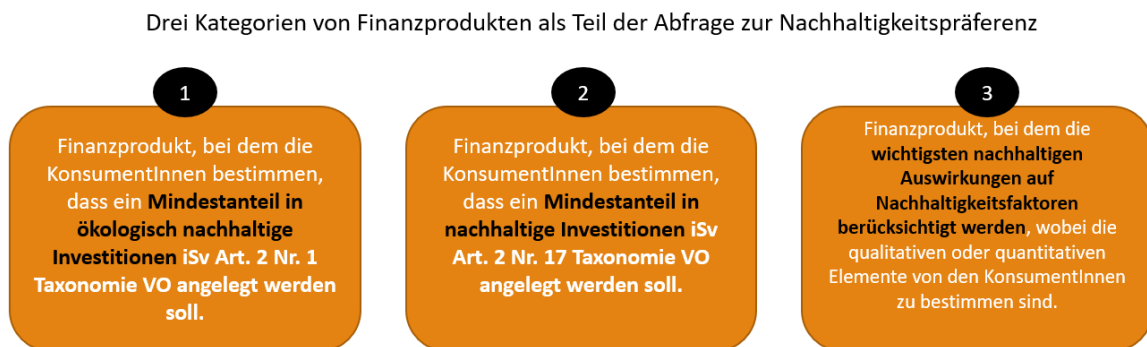 Drei Kategorien von Finanzprodukten als Teil der Abfrage zur Nachhaltigkeitspräferenz
1
Finanzprodukt, bei dem die
KonsumentInnen bestimmen,
dass ein Mindestanteil in
ökologisch nachhaltige
Investitionen iSv Art. 2 Nr. 1
Taxonomie VO angelegt werden
soll.
2
Finanzprodukt, bei dem die
KonsumentInnen bestimmen,
dass ein Mindestanteil in
nachhaltige Investitionen iSv
Art. 2 Nr. 17 Taxonomie VO
angelegt werden soll.
3
Finanzprodukt, bei dem die
wichtigsten nachhaltigen
Auswirkungen auf
Nachhaltigkeitsfaktoren
berücksichtigt werden, wobei die
qualitativen oder quantitativen
Elemente von den KonsumentInnen
zu bestimmen sind.